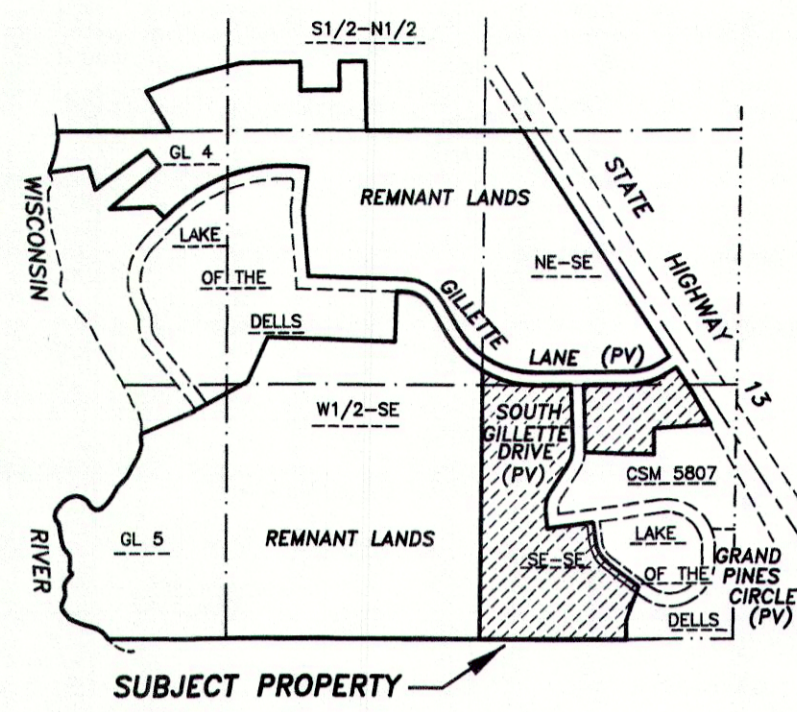 S1/2-N1/2
GL 4
REMNANT LANDS
STATE
HIGHWAY
13
WISCONSIN
RIVER
LAKE
OF THE
DELLS
NE-SE
GILLETTE
LANE (PV)
W1/2-SE
SOUTH
GILLETTE
DRIVE
(PV)
CSM 5807
GL 5
REMNANT LANDS
SE-SE
LAKE
OF THE
DELLS
GRAND
PINES
CIRCLE
(PV)
SUBJECT PROPERTY